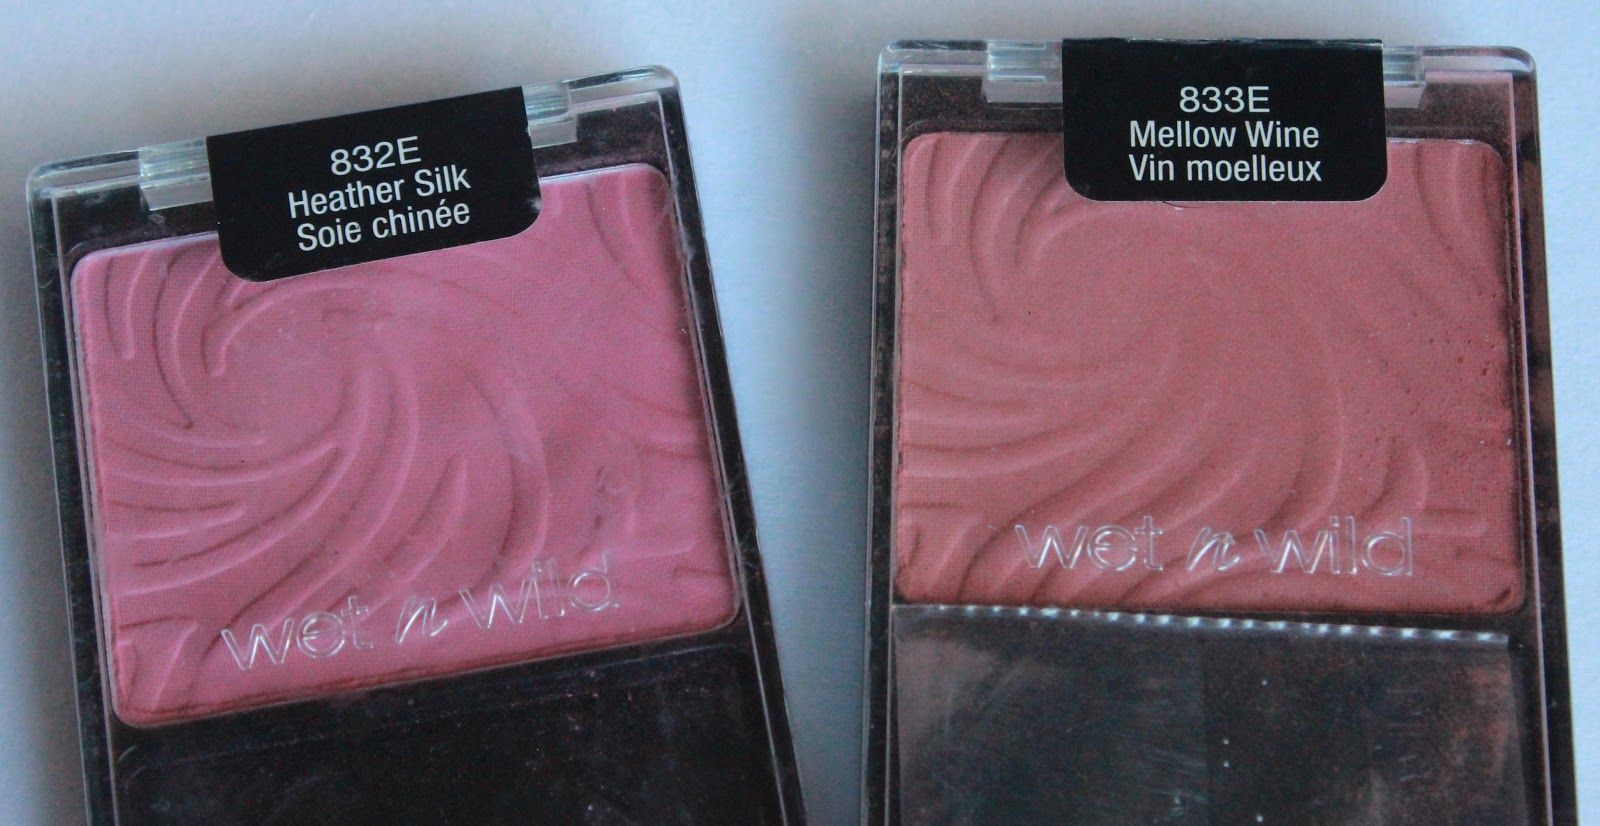 832E
Heather Silk
Soie chinée
wet n wild
833E
Mellow Wine
Vin moelleux
wet n wild